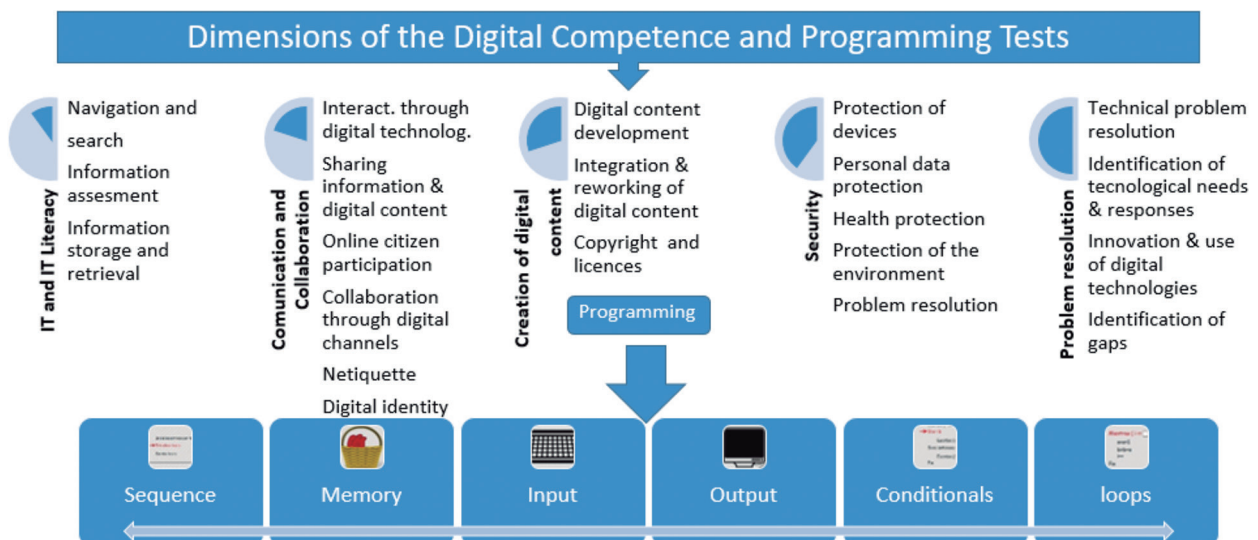 Dimensions of the Digital Competence and Programming Tests
IT and IT Literacy
Navigation and
search
Information
assesment
Information
storage and
retrieval
Comunication and
Collaboration
Interact. through
digital technolog.
Sharing
information &
digital content
Online citizen
participation
Collaboration
through digital
channels
Netiquette
Digital identity
Creation of digital
content
Digital content
development
Integration &
reworking of
digital content
Copyright and
licences
Programming
Security
Protection of
devices
Personal data
protection
Health protection
Protection of the
environment
Problem resolution
Problem resolution
Technical problem
resolution
Identification of
tecnological needs
& responses
Innovation & use
of digital
technologies
Identification of
gaps
Sequence
Memory
Input
Output
Conditionals
loops